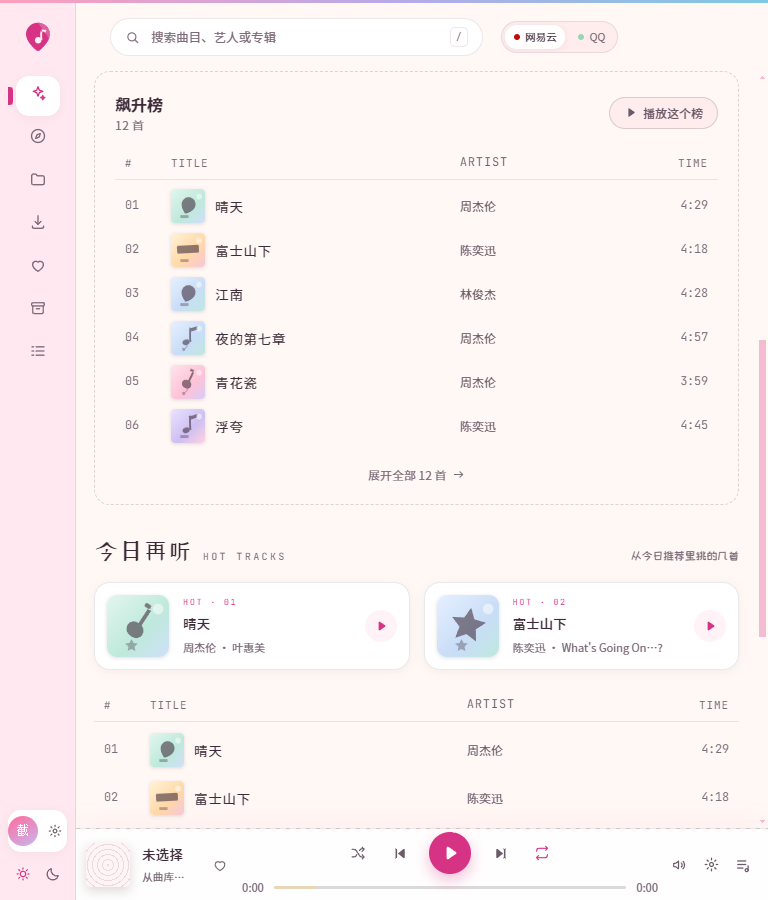 搜索曲目、艺人或专辑
/
网易云
QQ
飙升榜
12 首
播放这个榜
# TITLE ARTIST TIME
01 晴天 周杰伦 4:29
02 富士山下 陈奕迅 4:18
03 江南 林俊杰 4:28
04 夜的第七章 周杰伦 4:57
05 青花瓷 周杰伦 3:59
06 浮夸 陈奕迅 4:45
展开全部 12 首 →
今日再听 HOT TRACKS
从今日推荐里挑的几首
HOT · 01
晴天
周杰伦 • 叶惠美
HOT · 02
富士山下
陈奕迅 • What's Going On…?
# TITLE ARTIST TIME
01 晴天 周杰伦 4:29
02 富士山下 陈奕迅 4:18
截
未选择
从曲库…
0:00
0:00